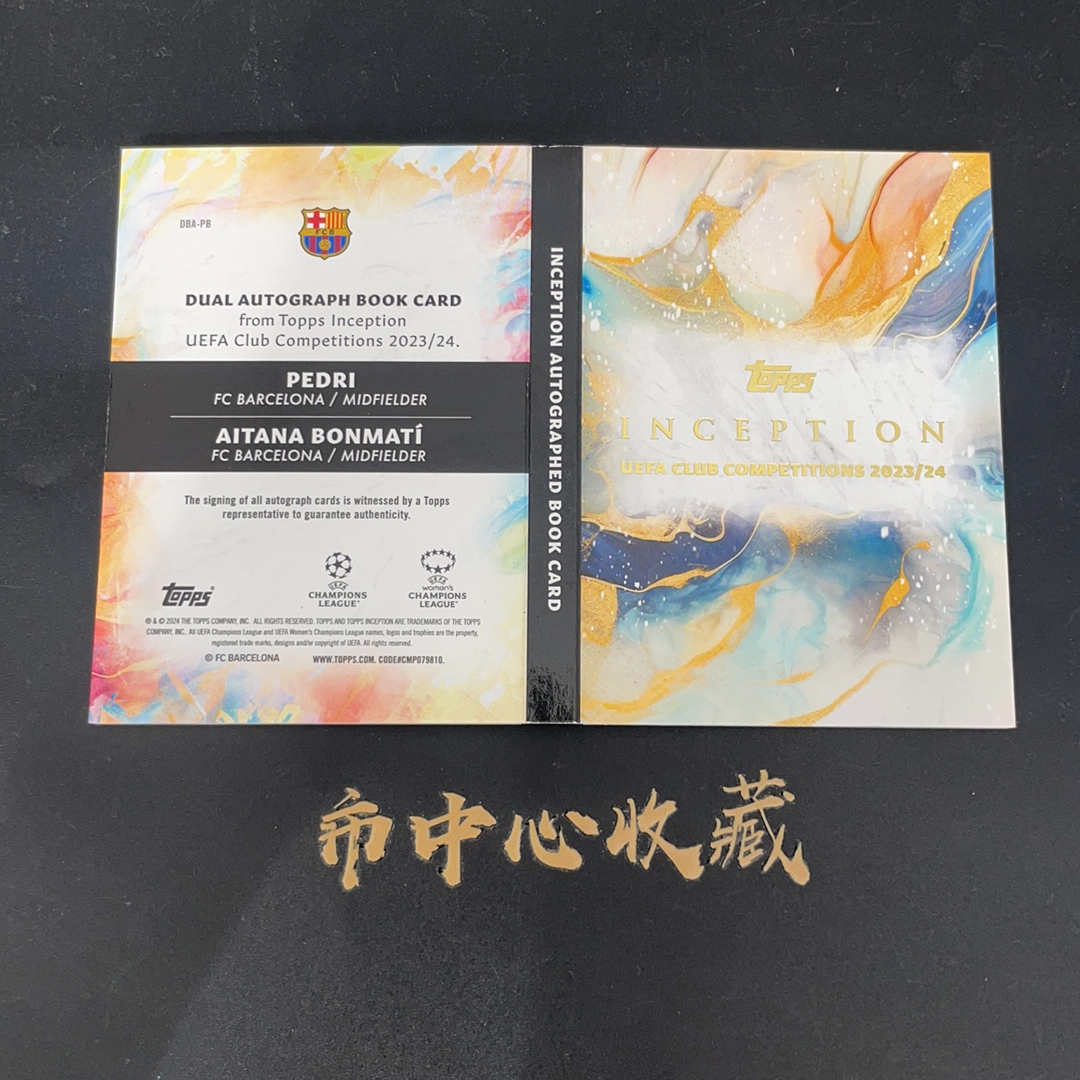 DBA-PB
FCB
DUAL AUTOGRAPH BOOK CARD
from Topps Inception
UEFA Club Competitions 2023/24.
PEDRI
FC BARCELONA / MIDFIELDER
AITANA BONMATÍ
FC BARCELONA / MIDFIELDER
The signing of all autograph cards is witnessed by a Topps
representative to guarantee authenticity.
topps®
UEFA
CHAMPIONS
LEAGUE®
UEFA
women's
CHAMPIONS
LEAGUE®
® & © 2024 THE TOPPS COMPANY, INC. ALL RIGHTS RESERVED. TOPPS AND TOPPS INCEPTION ARE TRADEMARKS OF THE TOPPS
COMPANY, INC. All UEFA Champions League and UEFA Women's Champions League names, logos and trophies are the property,
registered trade marks, designs and/or copyright of UEFA. All rights reserved.
© FC BARCELONA WWW.TOPPS.COM. CODE#CMP079810.
INCEPTION AUTOGRAPHED BOOK CARD
topps
INCEPTION
UEFA CLUB COMPETITIONS 2023/24
市中心收藏